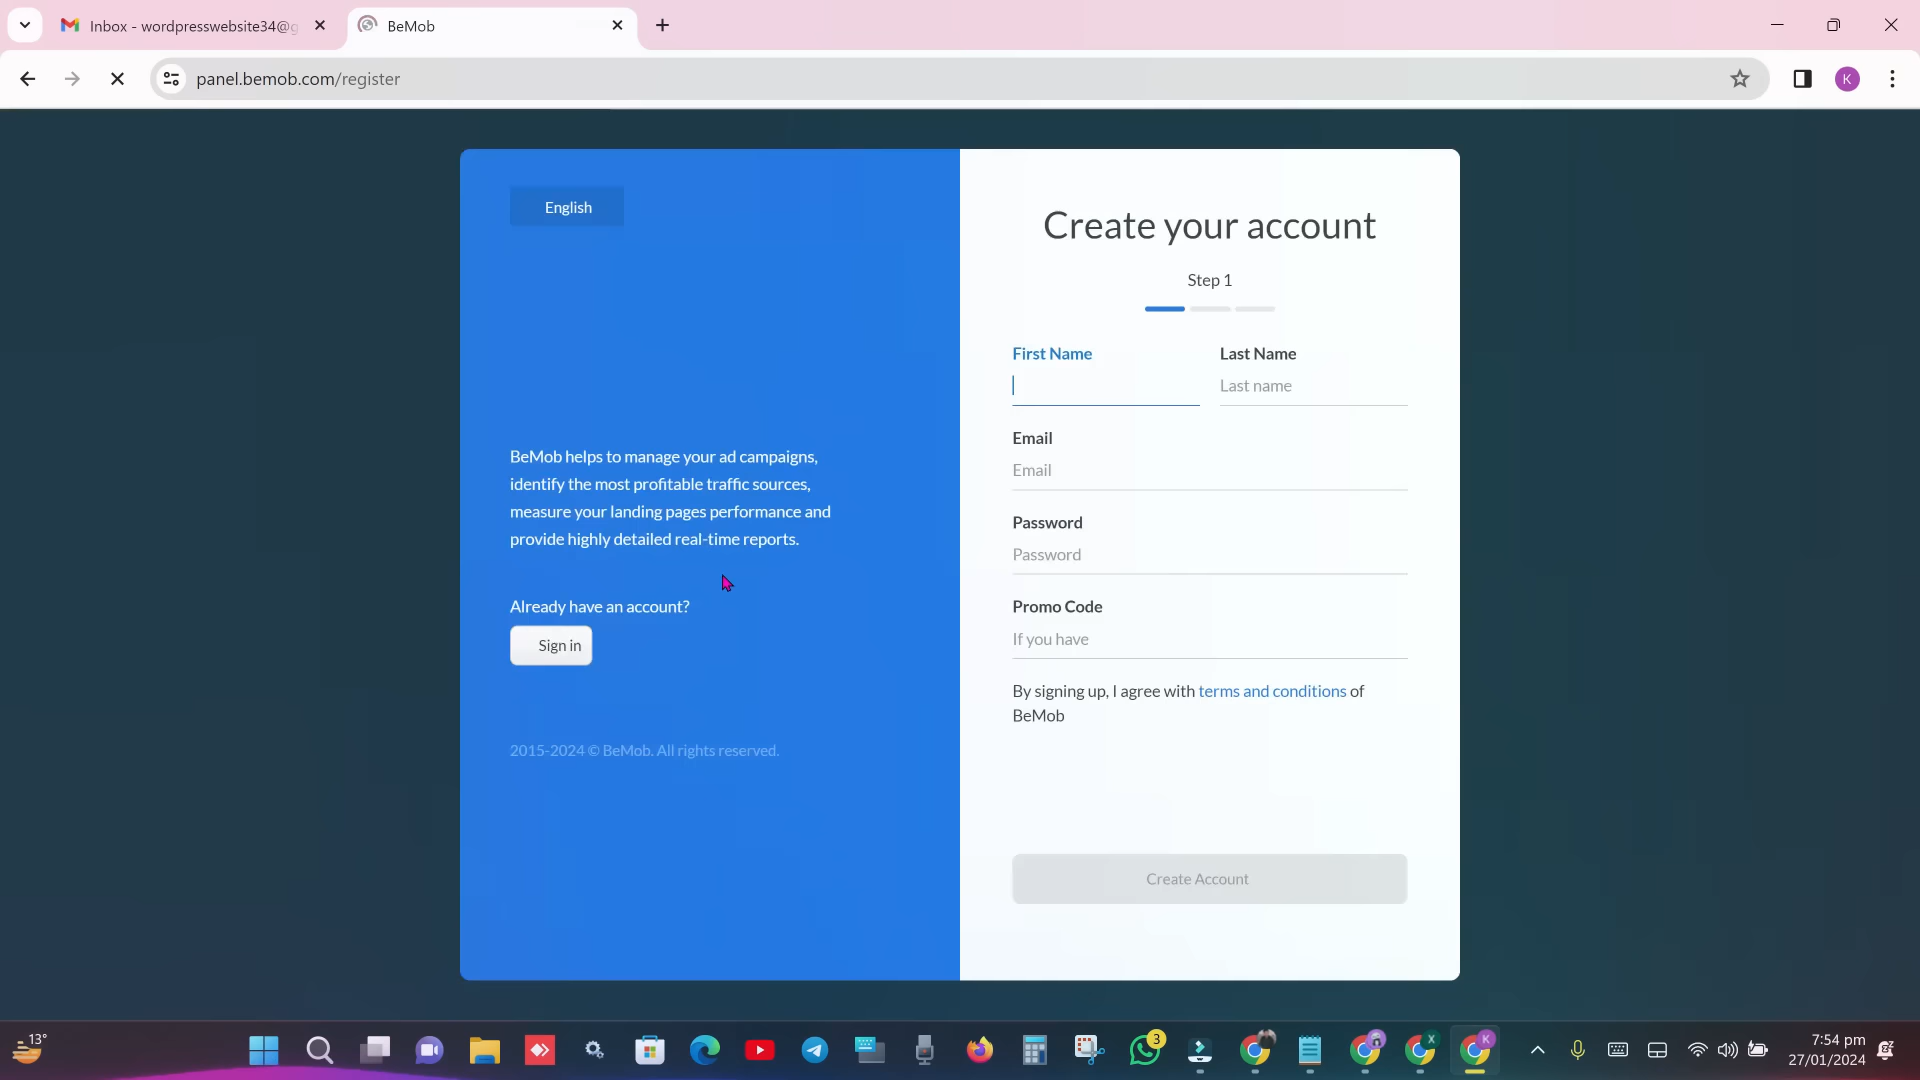 Inbox - wordpresswebsite34@g
BeMob
panel.bemob.com/register
K
English
BeMob helps to manage your ad campaigns,
identify the most profitable traffic sources,
measure your landing pages performance and
provide highly detailed real-time reports.
Already have an account?
Sign in
2015-2024 © BeMob. All rights reserved.
Create your account
Step 1
First Name
Last Name
Last name
Email
Email
Password
Password
Promo Code
If you have
By signing up, I agree with terms and conditions of
BeMob
Create Account
13°
3
X
K
7:54 pm
27/01/2024